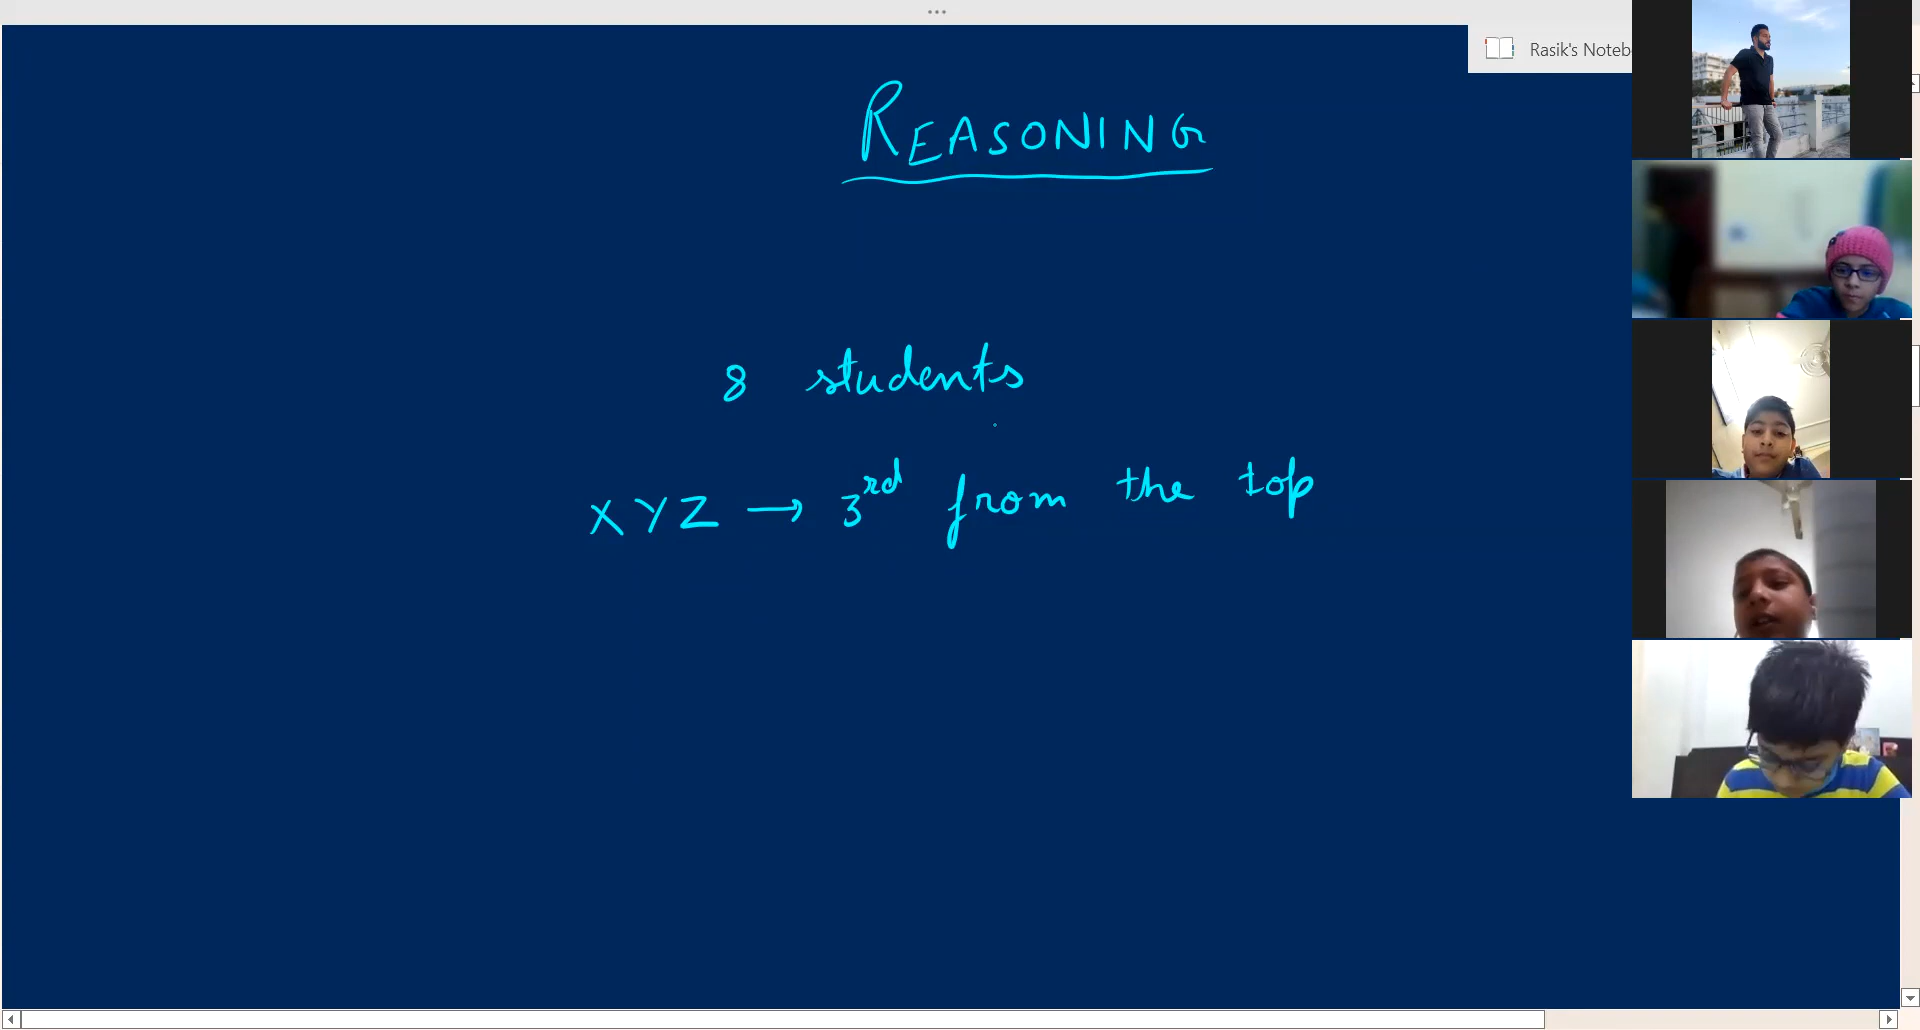 Rasik's Noteb
REASONING
8 students
XYZ → 3rd from the top